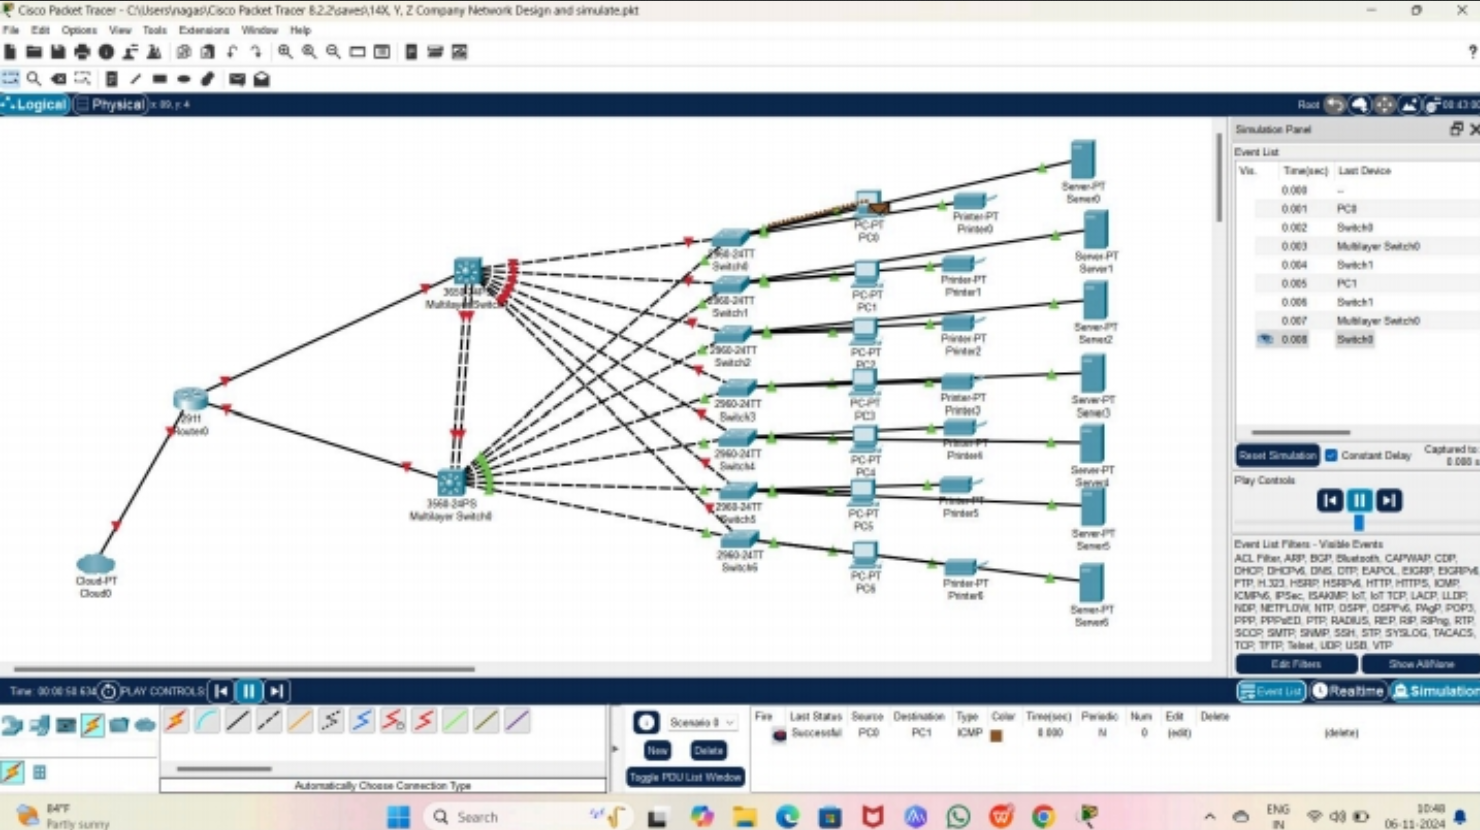 Cisco Packet Tracer - C:\Users\nagas\Cisco Packet Tracer 8.2.2\saves\14X, Y, Z Company Network Design and simulate.pkt
File Edit Options View Tools Extensions Window Help
Logical Physical x: 89, y: 4 Root 00:43:00
Simulation Panel
Event List
Vis. Time(sec) Last Device
0.000 --
0.001 PC0
0.002 Switch0
0.003 Multilayer Switch0
0.004 Switch1
0.005 PC1
0.006 Switch1
0.007 Multilayer Switch0
0.008 Switch0
Reset Simulation Constant Delay Captured to:
0.008 s
Play Controls
Event List Filters - Visible Events
ACL Filter, ARP, BGP, Bluetooth, CAPWAP, CDP,
DHCP, DHCPv6, DNS, DTP, EAPOL, EIGRP, EIGRPv6,
FTP, H.323, HSRP, HSRPv6, HTTP, HTTPS, ICMP,
ICMPv6, IPSec, ISAKMP, IoT, IoT TCP, LACP, LLDP,
NDP, NETFLOW, NTP, OSPF, OSPFv6, PAgP, POP3,
PPP, PPPoED, PTP, RADIUS, REP, RIP, RIPng, RTP,
SCCP, SMTP, SNMP, SSH, STP, SYSLOG, TACACS,
TCP, TFTP, Telnet, UDP, USB, VTP
Edit Filters Show All/None
Event List Realtime Simulation
Server-PT
Server0
PC-PT
PC0
Printer-PT
Printer0
2960-24TT
Switch0
Server-PT
Server1
PC-PT
PC1
Printer-PT
Printer1
2960-24TT
Switch1
Multilayer Switch
Server-PT
Server2
PC-PT
PC2
Printer-PT
Printer2
2960-24TT
Switch2
Server-PT
Server3
PC-PT
PC3
Printer-PT
Printer3
2960-24TT
Switch3
2911
Router0
Server-PT
Server4
PC-PT
PC4
Printer-PT
Printer4
2960-24TT
Switch4
3560-24PS
Multilayer Switch0
Server-PT
Server5
PC-PT
PC5
Printer-PT
Printer5
2960-24TT
Switch5
Server-PT
Server6
PC-PT
PC6
Printer-PT
Printer6
2960-24TT
Switch6
Cloud-PT
Cloud0
Time: 00:00:50.634 PLAY CONTROLS:
Scenario 0
New Delete
Toggle PDU List Window
Automatically Choose Connection Type
Fire Last Status Source Destination Type Color Time(sec) Periodic Num Edit Delete
Successful PC0 PC1 ICMP 0.000 N 0 (edit) (delete)
84°F
Partly sunny
Search
ENG
IN
10:48
06-11-2024